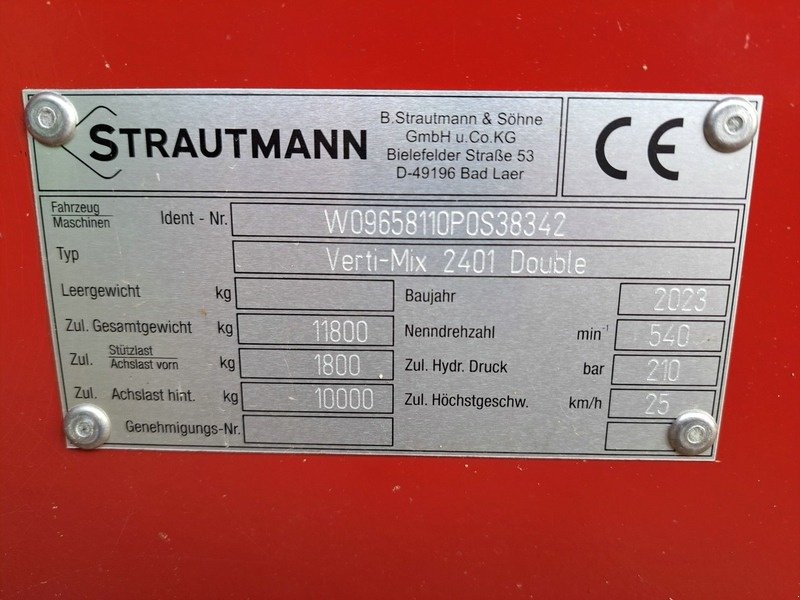 STRAUTMANN
B.Strautmann & Söhne
GmbH u.Co.KG
Bielefelder Straße 53
D-49196 Bad Laer
CE
Fahrzeug
Maschinen
Ident - Nr. W09658110P0S38342
Typ Verti-Mix 2401 Double
Leergewicht kg
Baujahr 2023
Zul. Gesamtgewicht kg 11800
Nenndrehzahl min⁻¹ 540
Zul. Stützlast
Achslast vorn kg 1800
Zul. Hydr. Druck bar 210
Zul. Achslast hint. kg 10000
Zul. Höchstgeschw. km/h 25
Genehmigungs-Nr.